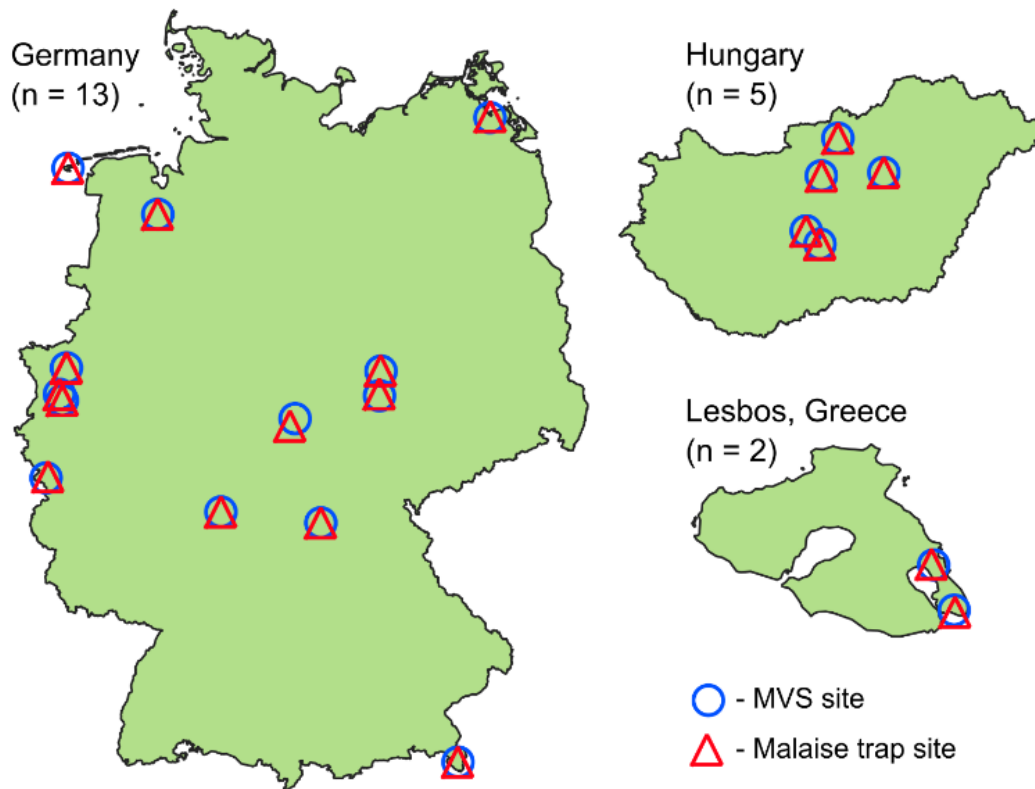 Germany
(n = 13)
Hungary
(n = 5)
Lesbos, Greece
(n = 2)
- MVS site
- Malaise trap site